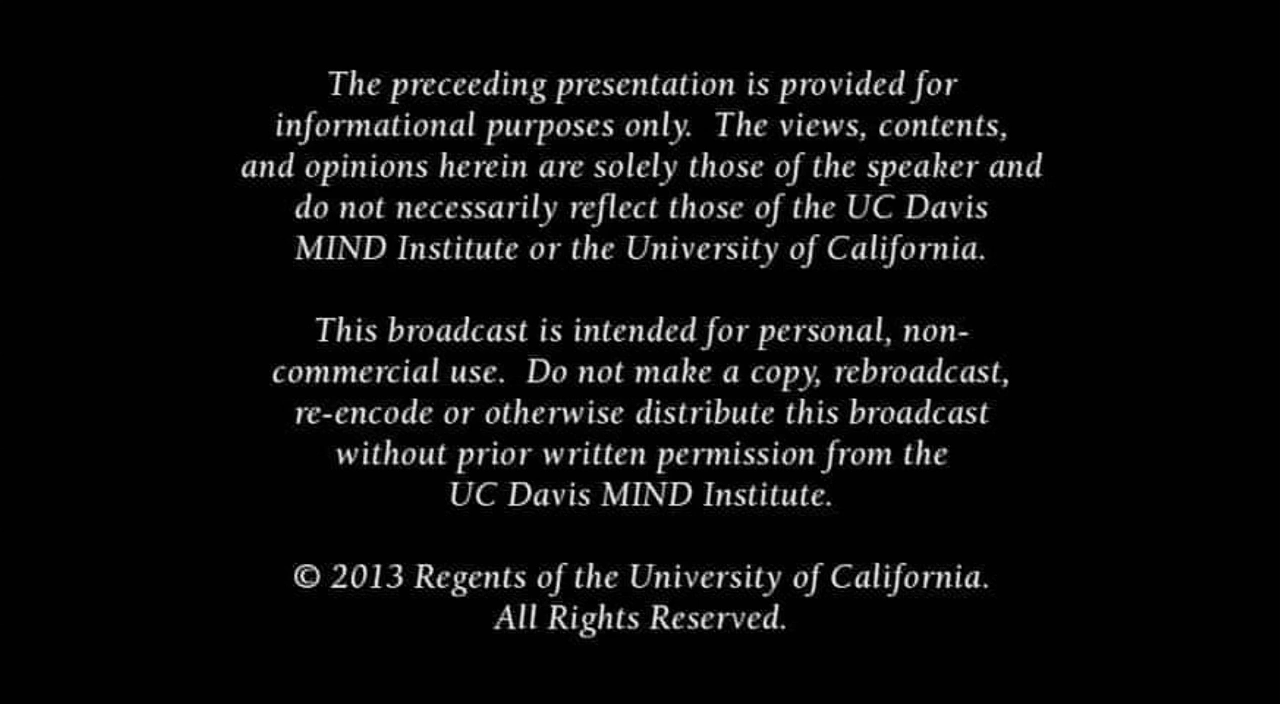 The preceeding presentation is provided for
informational purposes only.  The views, contents,
and opinions herein are solely those of the speaker and
do not necessarily reflect those of the UC Davis
MIND Institute or the University of California.
This broadcast is intended for personal, non-
commercial use.  Do not make a copy, rebroadcast,
re-encode or otherwise distribute this broadcast
without prior written permission from the
UC Davis MIND Institute.
© 2013 Regents of the University of California.
All Rights Reserved.